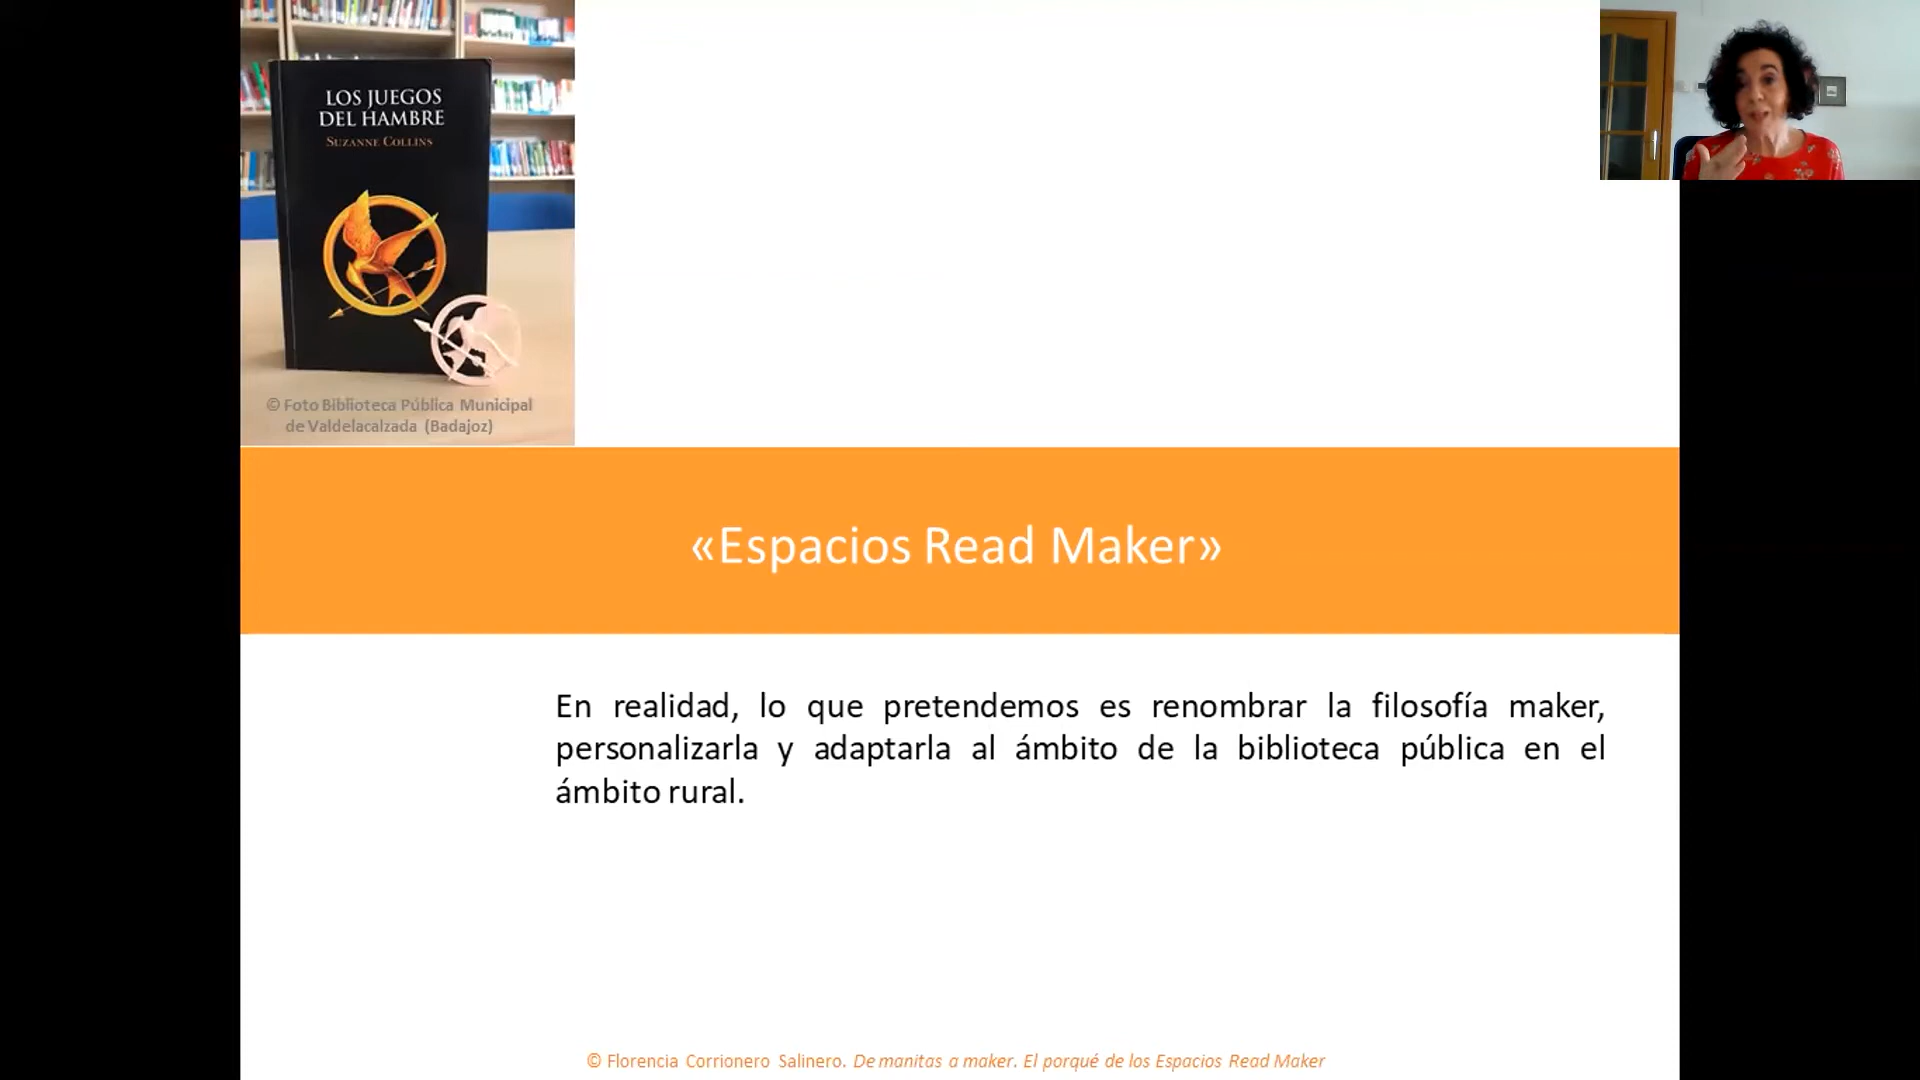 LOS JUEGOS
DEL HAMBRE
SUZANNE COLLINS
© Foto Biblioteca Pública Municipal
de Valdelacalzada (Badajoz)
«Espacios Read Maker»
En realidad, lo que pretendemos es renombrar la filosofía maker,
personalizarla y adaptarla al ámbito de la biblioteca pública en el
ámbito rural.
© Florencia Corrionero Salinero. De manitas a maker. El porqué de los Espacios Read Maker